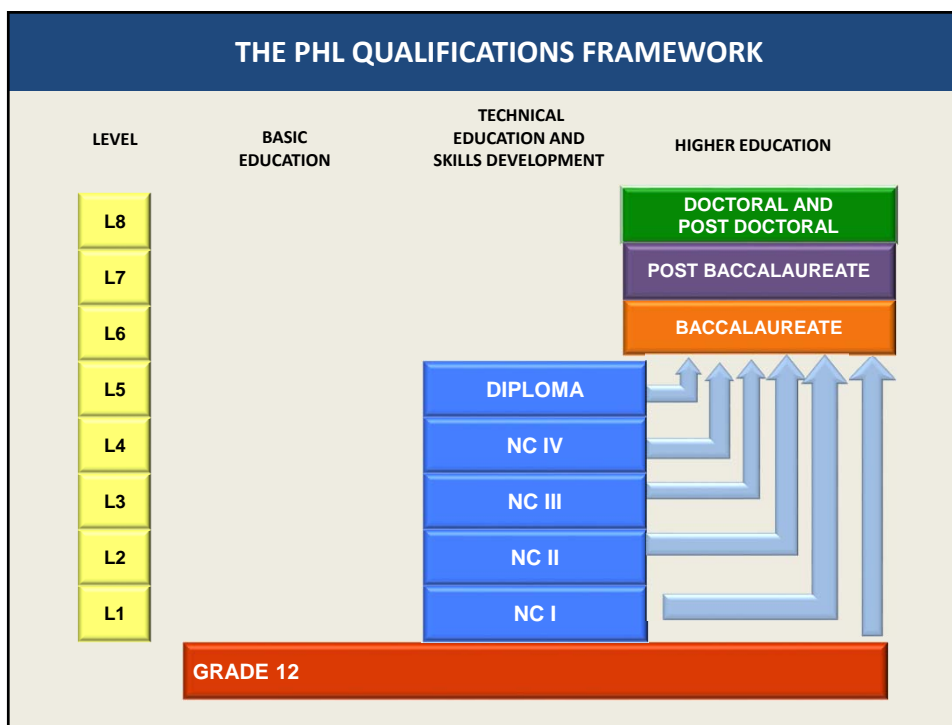 THE PHL QUALIFICATIONS FRAMEWORK
LEVEL
BASIC
EDUCATION
TECHNICAL
EDUCATION AND
SKILLS DEVELOPMENT
HIGHER EDUCATION
L8
DOCTORAL AND
POST DOCTORAL
L7
POST BACCALAUREATE
L6
BACCALAUREATE
L5
DIPLOMA
L4
NC IV
L3
NC III
L2
NC II
L1
NC I
GRADE 12